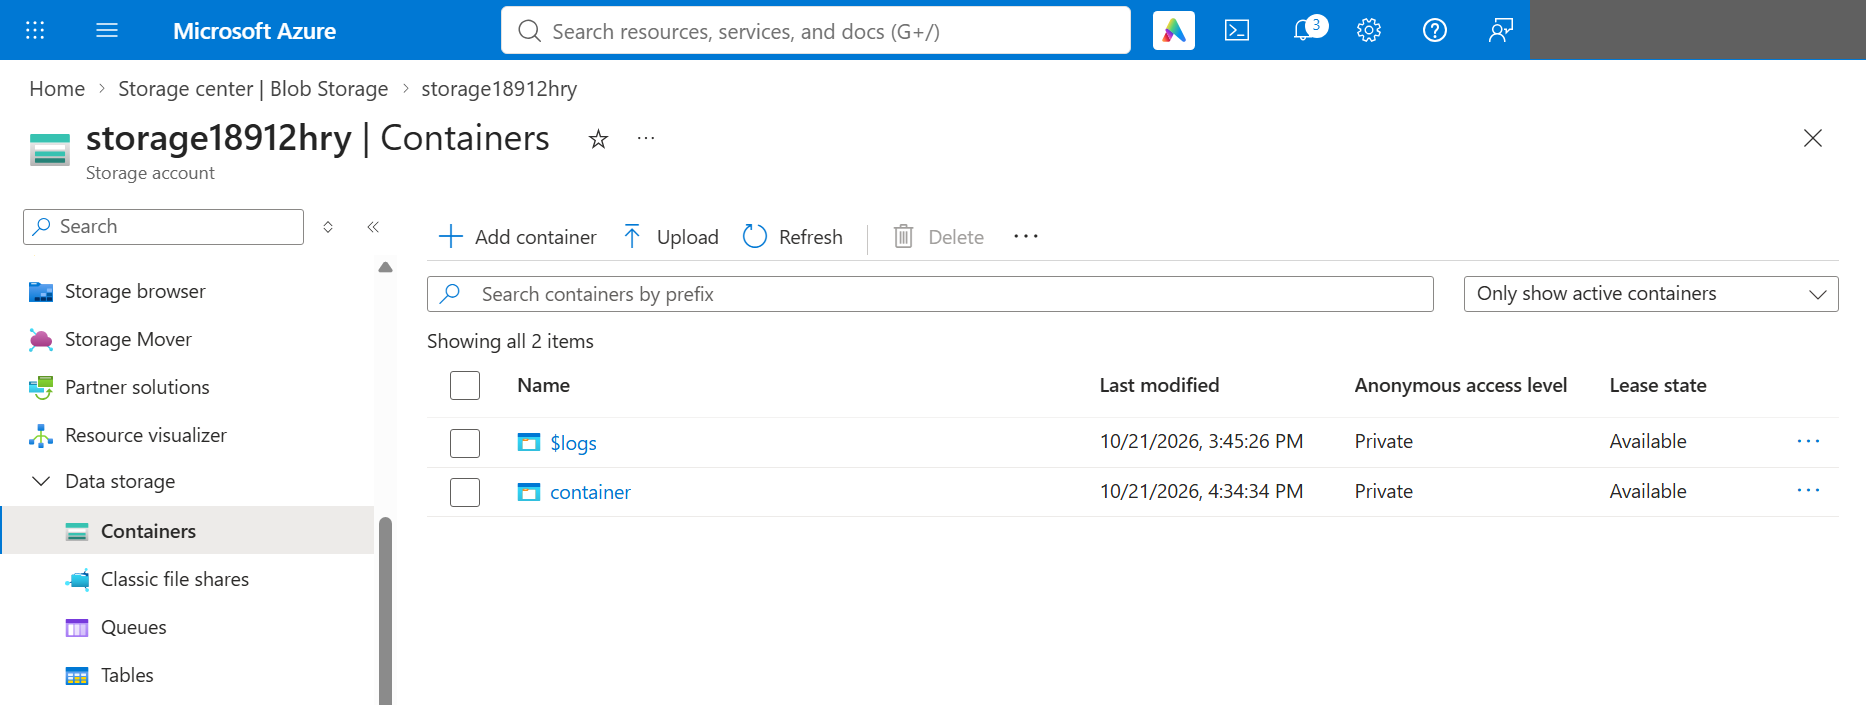 Microsoft Azure
Search resources, services, and docs (G+/)
3
Home > Storage center | Blob Storage > storage18912hry
storage18912hry | Containers
Storage account
Search
Storage browser
Storage Mover
Partner solutions
Resource visualizer
Data storage
Containers
Classic file shares
Queues
Tables
Add container Upload Refresh Delete
Search containers by prefix
Only show active containers
Showing all 2 items
Name Last modified Anonymous access level Lease state
$logs 10/21/2026, 3:45:26 PM Private Available
container 10/21/2026, 4:34:34 PM Private Available